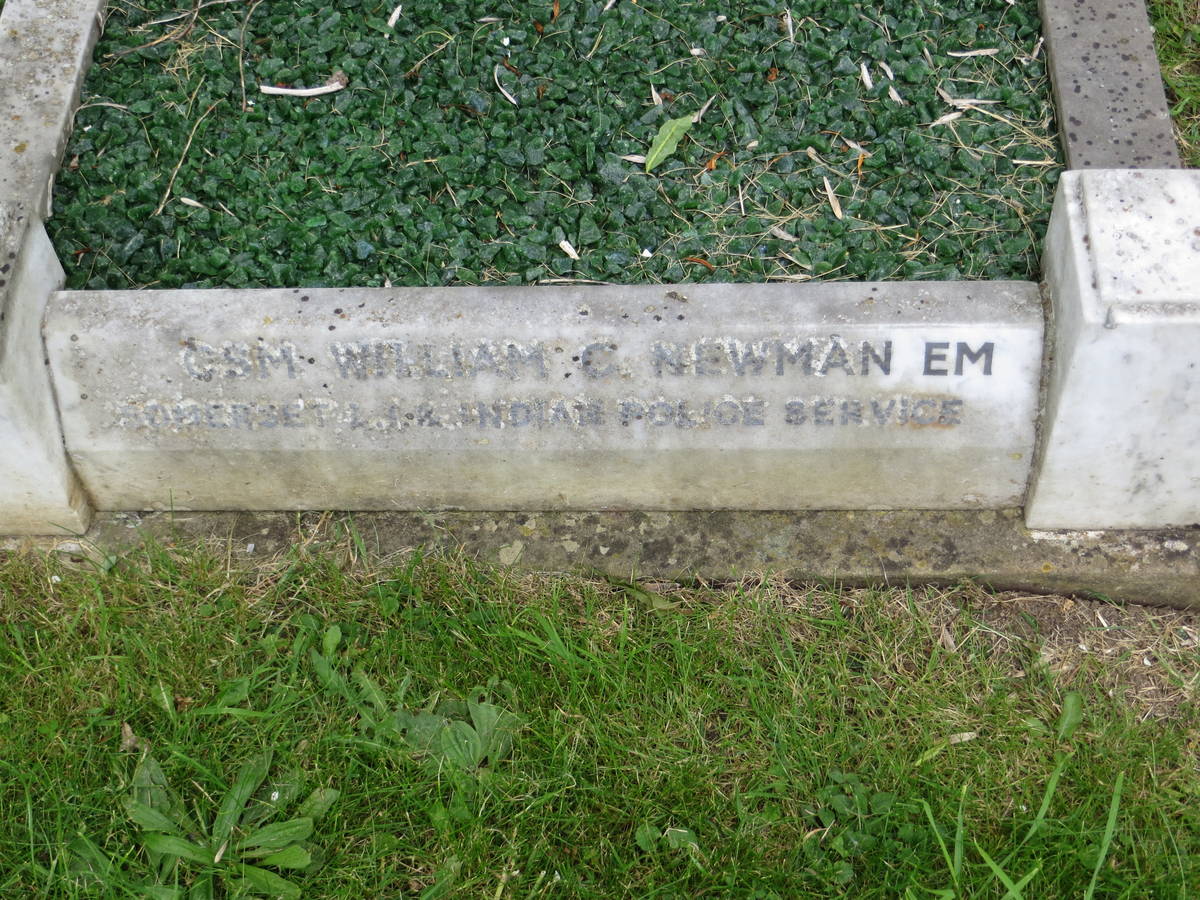 CSM WILLIAM C. NEWMAN EM
SOMERSET L.I. & INDIAN POLICE SERVICE